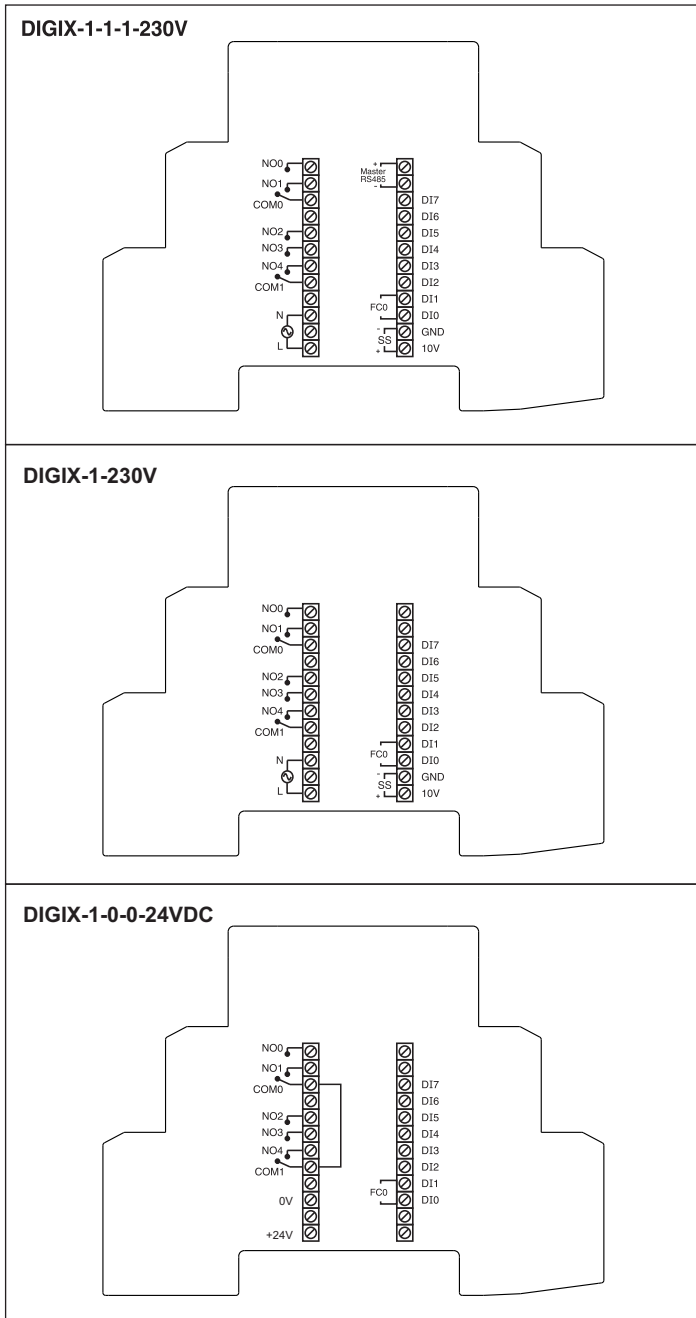 DIGIX-1-1-1-230V
NO0
NO1
COM0
NO2
NO3
NO4
COM1
N
L
+
Master
RS485
-
DI7
DI6
DI5
DI4
DI3
DI2
DI1
FC0
DI0
- GND
SS
+ 10V
DIGIX-1-230V
NO0
NO1
COM0
NO2
NO3
NO4
COM1
N
L
DI7
DI6
DI5
DI4
DI3
DI2
DI1
FC0
DI0
- GND
SS
+ 10V
DIGIX-1-0-0-24VDC
NO0
NO1
COM0
NO2
NO3
NO4
COM1
0V
+24V
DI7
DI6
DI5
DI4
DI3
DI2
DI1
FC0
DI0